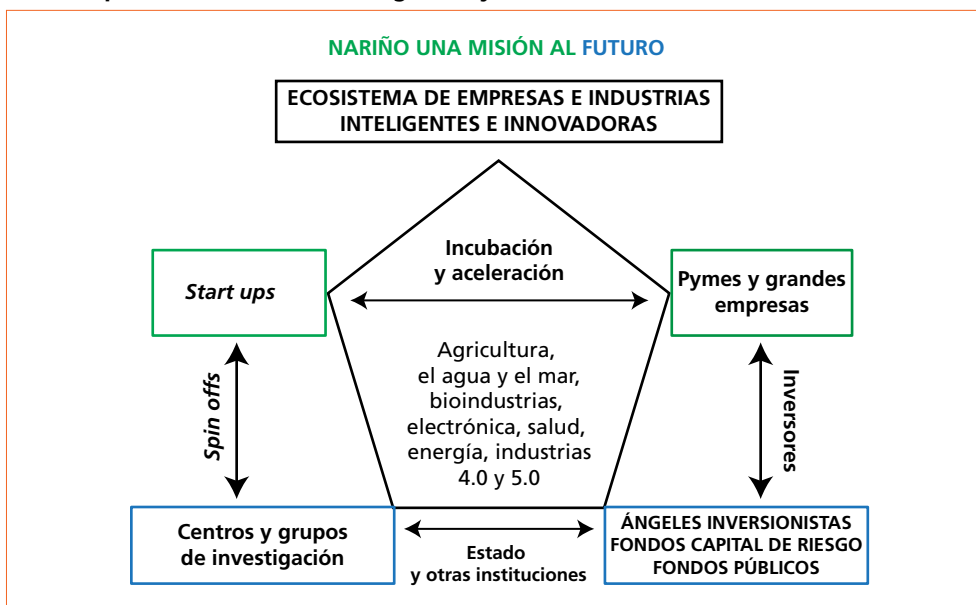 NARIÑO UNA MISIÓN AL FUTURO
ECOSISTEMA DE EMPRESAS E INDUSTRIAS
INTELIGENTES E INNOVADORAS
Incubación
y aceleración
Start ups
Pymes y grandes
empresas
Agricultura,
el agua y el mar,
bioindustrias,
electrónica, salud,
energía, industrias
4.0 y 5.0
Spin offs
Inversores
Centros y grupos
de investigación
Estado
y otras instituciones
ÁNGELES INVERSIONISTAS
FONDOS CAPITAL DE RIESGO
FONDOS PÚBLICOS